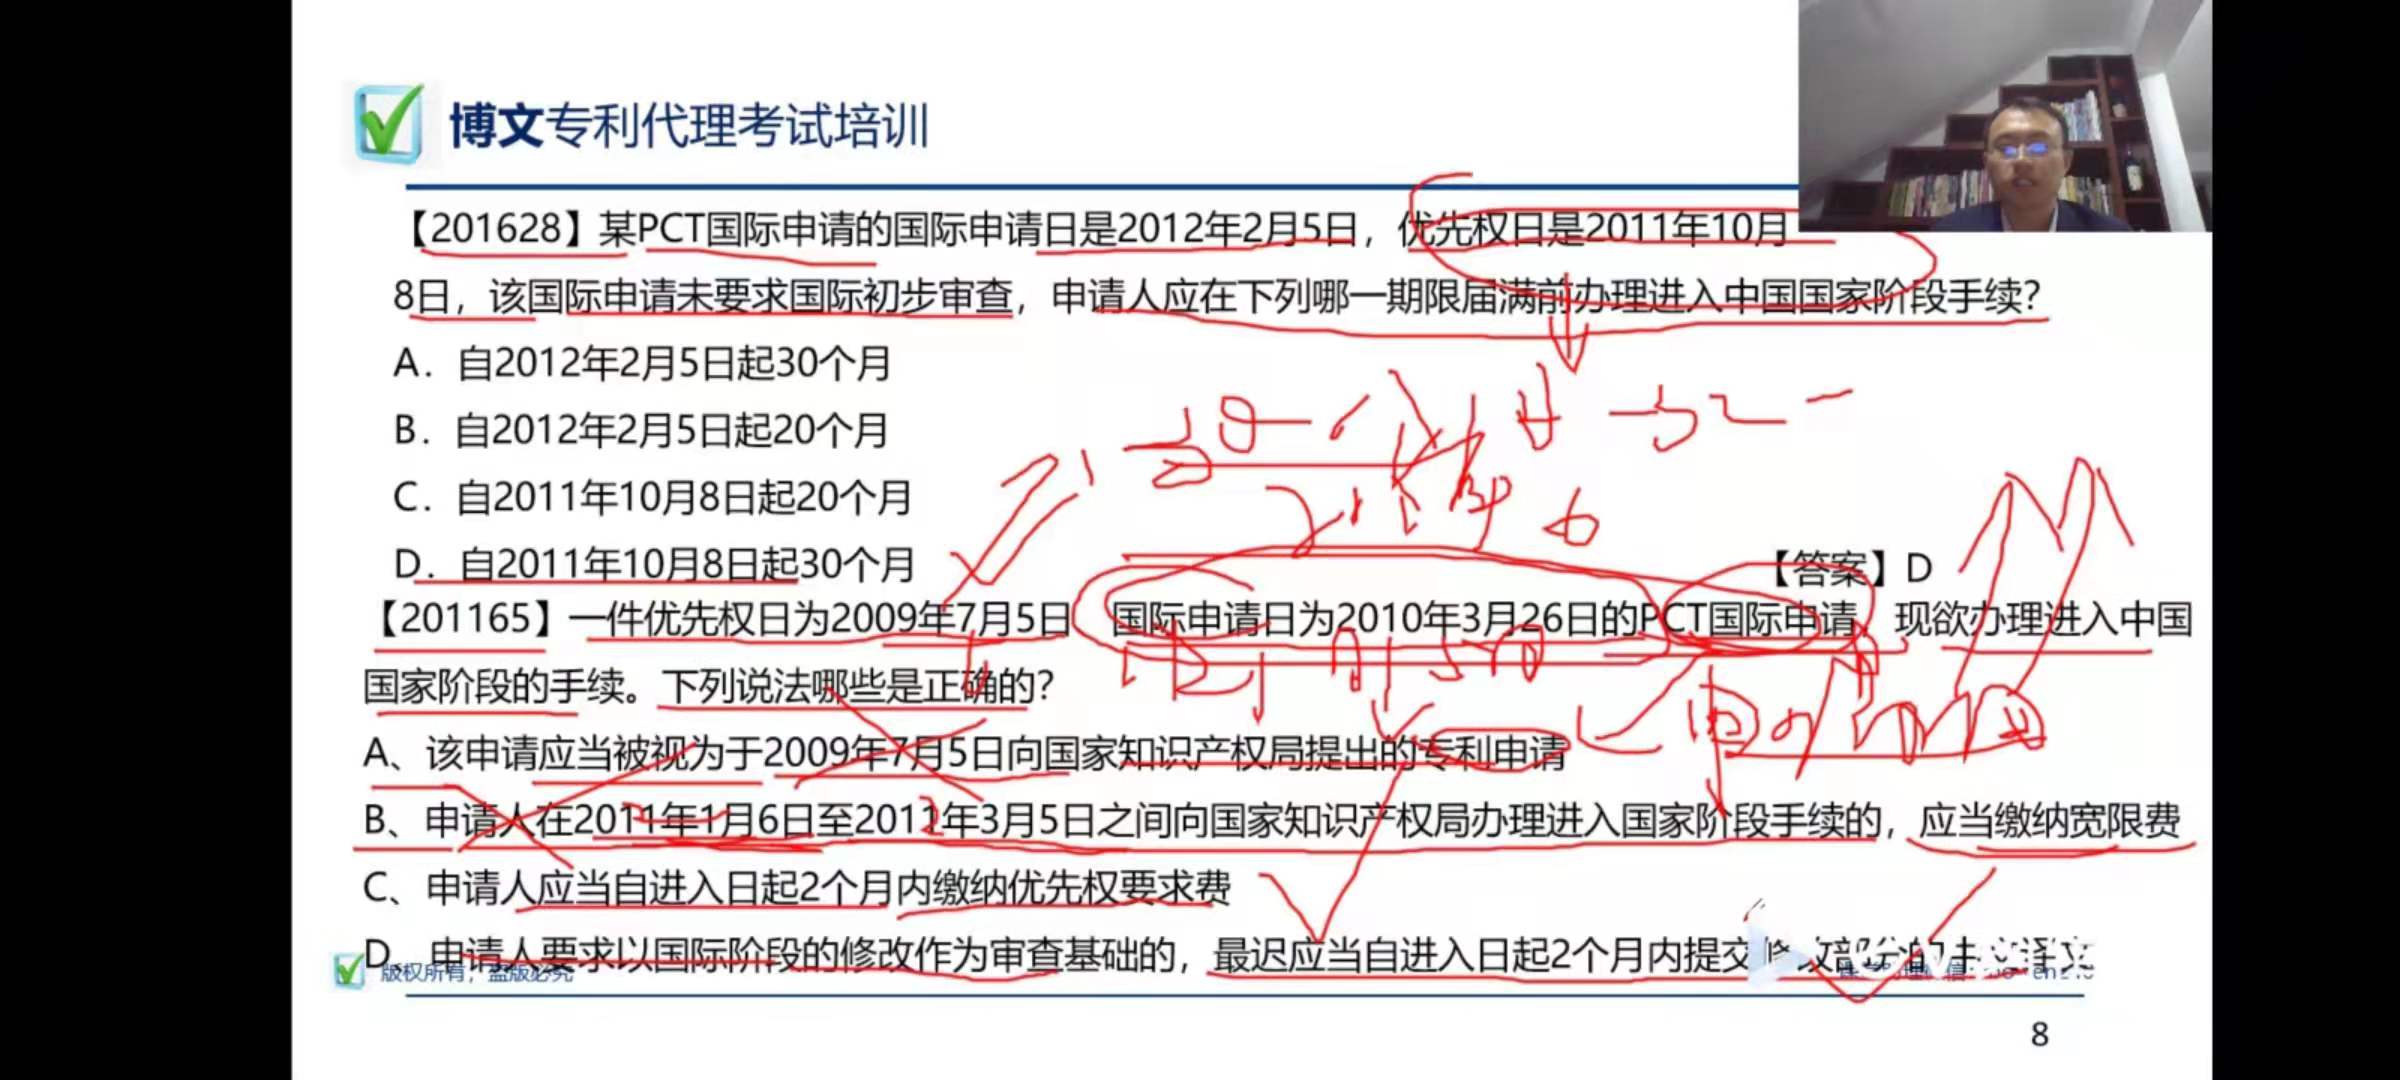 博文专利代理考试培训
【201628】某PCT国际申请的国际申请日是2012年2月5日，优先权日是2011年10月
8日，该国际申请未要求国际初步审查，申请人应在下列哪一期限届满前办理进入中国国家阶段手续？
A．自2012年2月5日起30个月
B．自2012年2月5日起20个月
C．自2011年10月8日起20个月
D．自2011年10月8日起30个月
【答案】D
【201165】一件优先权日为2009年7月5日 国际申请日为2010年3月26日的PCT国际申请，现欲办理进入中国
国家阶段的手续。下列说法哪些是正确的？
A、该申请应当被视为于2009年7月5日向国家知识产权局提出的专利申请
B、申请人在2011年1月6日至2012年3月5日之间向国家知识产权局办理进入国家阶段手续的，应当缴纳宽限费
C、申请人应当自进入日起2个月内缴纳优先权要求费
D、申请人要求以国际阶段的修改作为审查基础的，最迟应当自进入日起2个月内提交修改部分的
版权所有，盗版必究
8